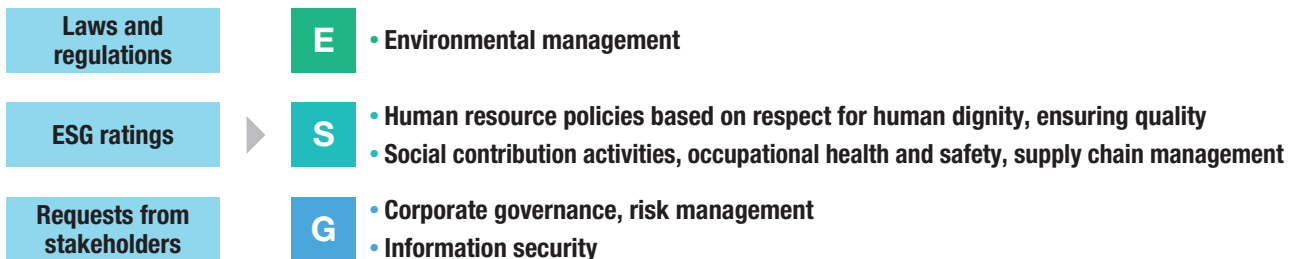 Laws and
regulations
E
• Environmental management
ESG ratings
S
• Human resource policies based on respect for human dignity, ensuring quality
• Social contribution activities, occupational health and safety, supply chain management
Requests from
stakeholders
G
• Corporate governance, risk management
• Information security